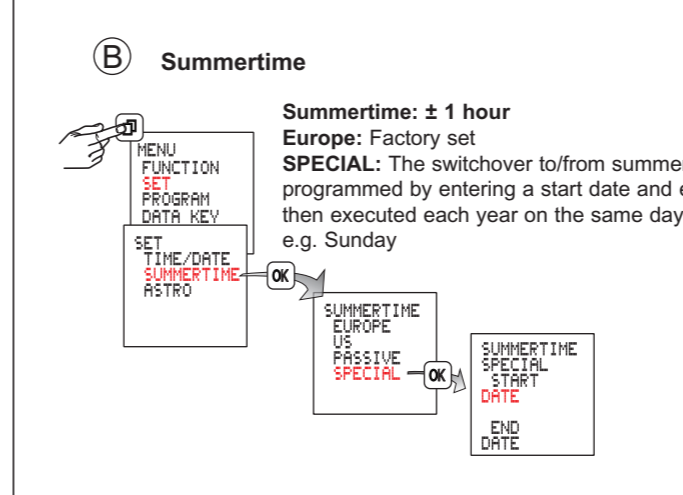 B Summertime
Summertime: ± 1 hour
Europe: Factory set
SPECIAL: The switchover to/from summer
programmed by entering a start date and e
then executed each year on the same day
e.g. Sunday
MENU
FUNCTION
SET
PROGRAM
DATA KEY
SET
TIME/DATE
SUMMERTIME
ASTRO
OK
SUMMERTIME
EUROPE
US
PASSIVE
SPECIAL
OK
SUMMERTIME
SPECIAL
START
DATE
END
DATE